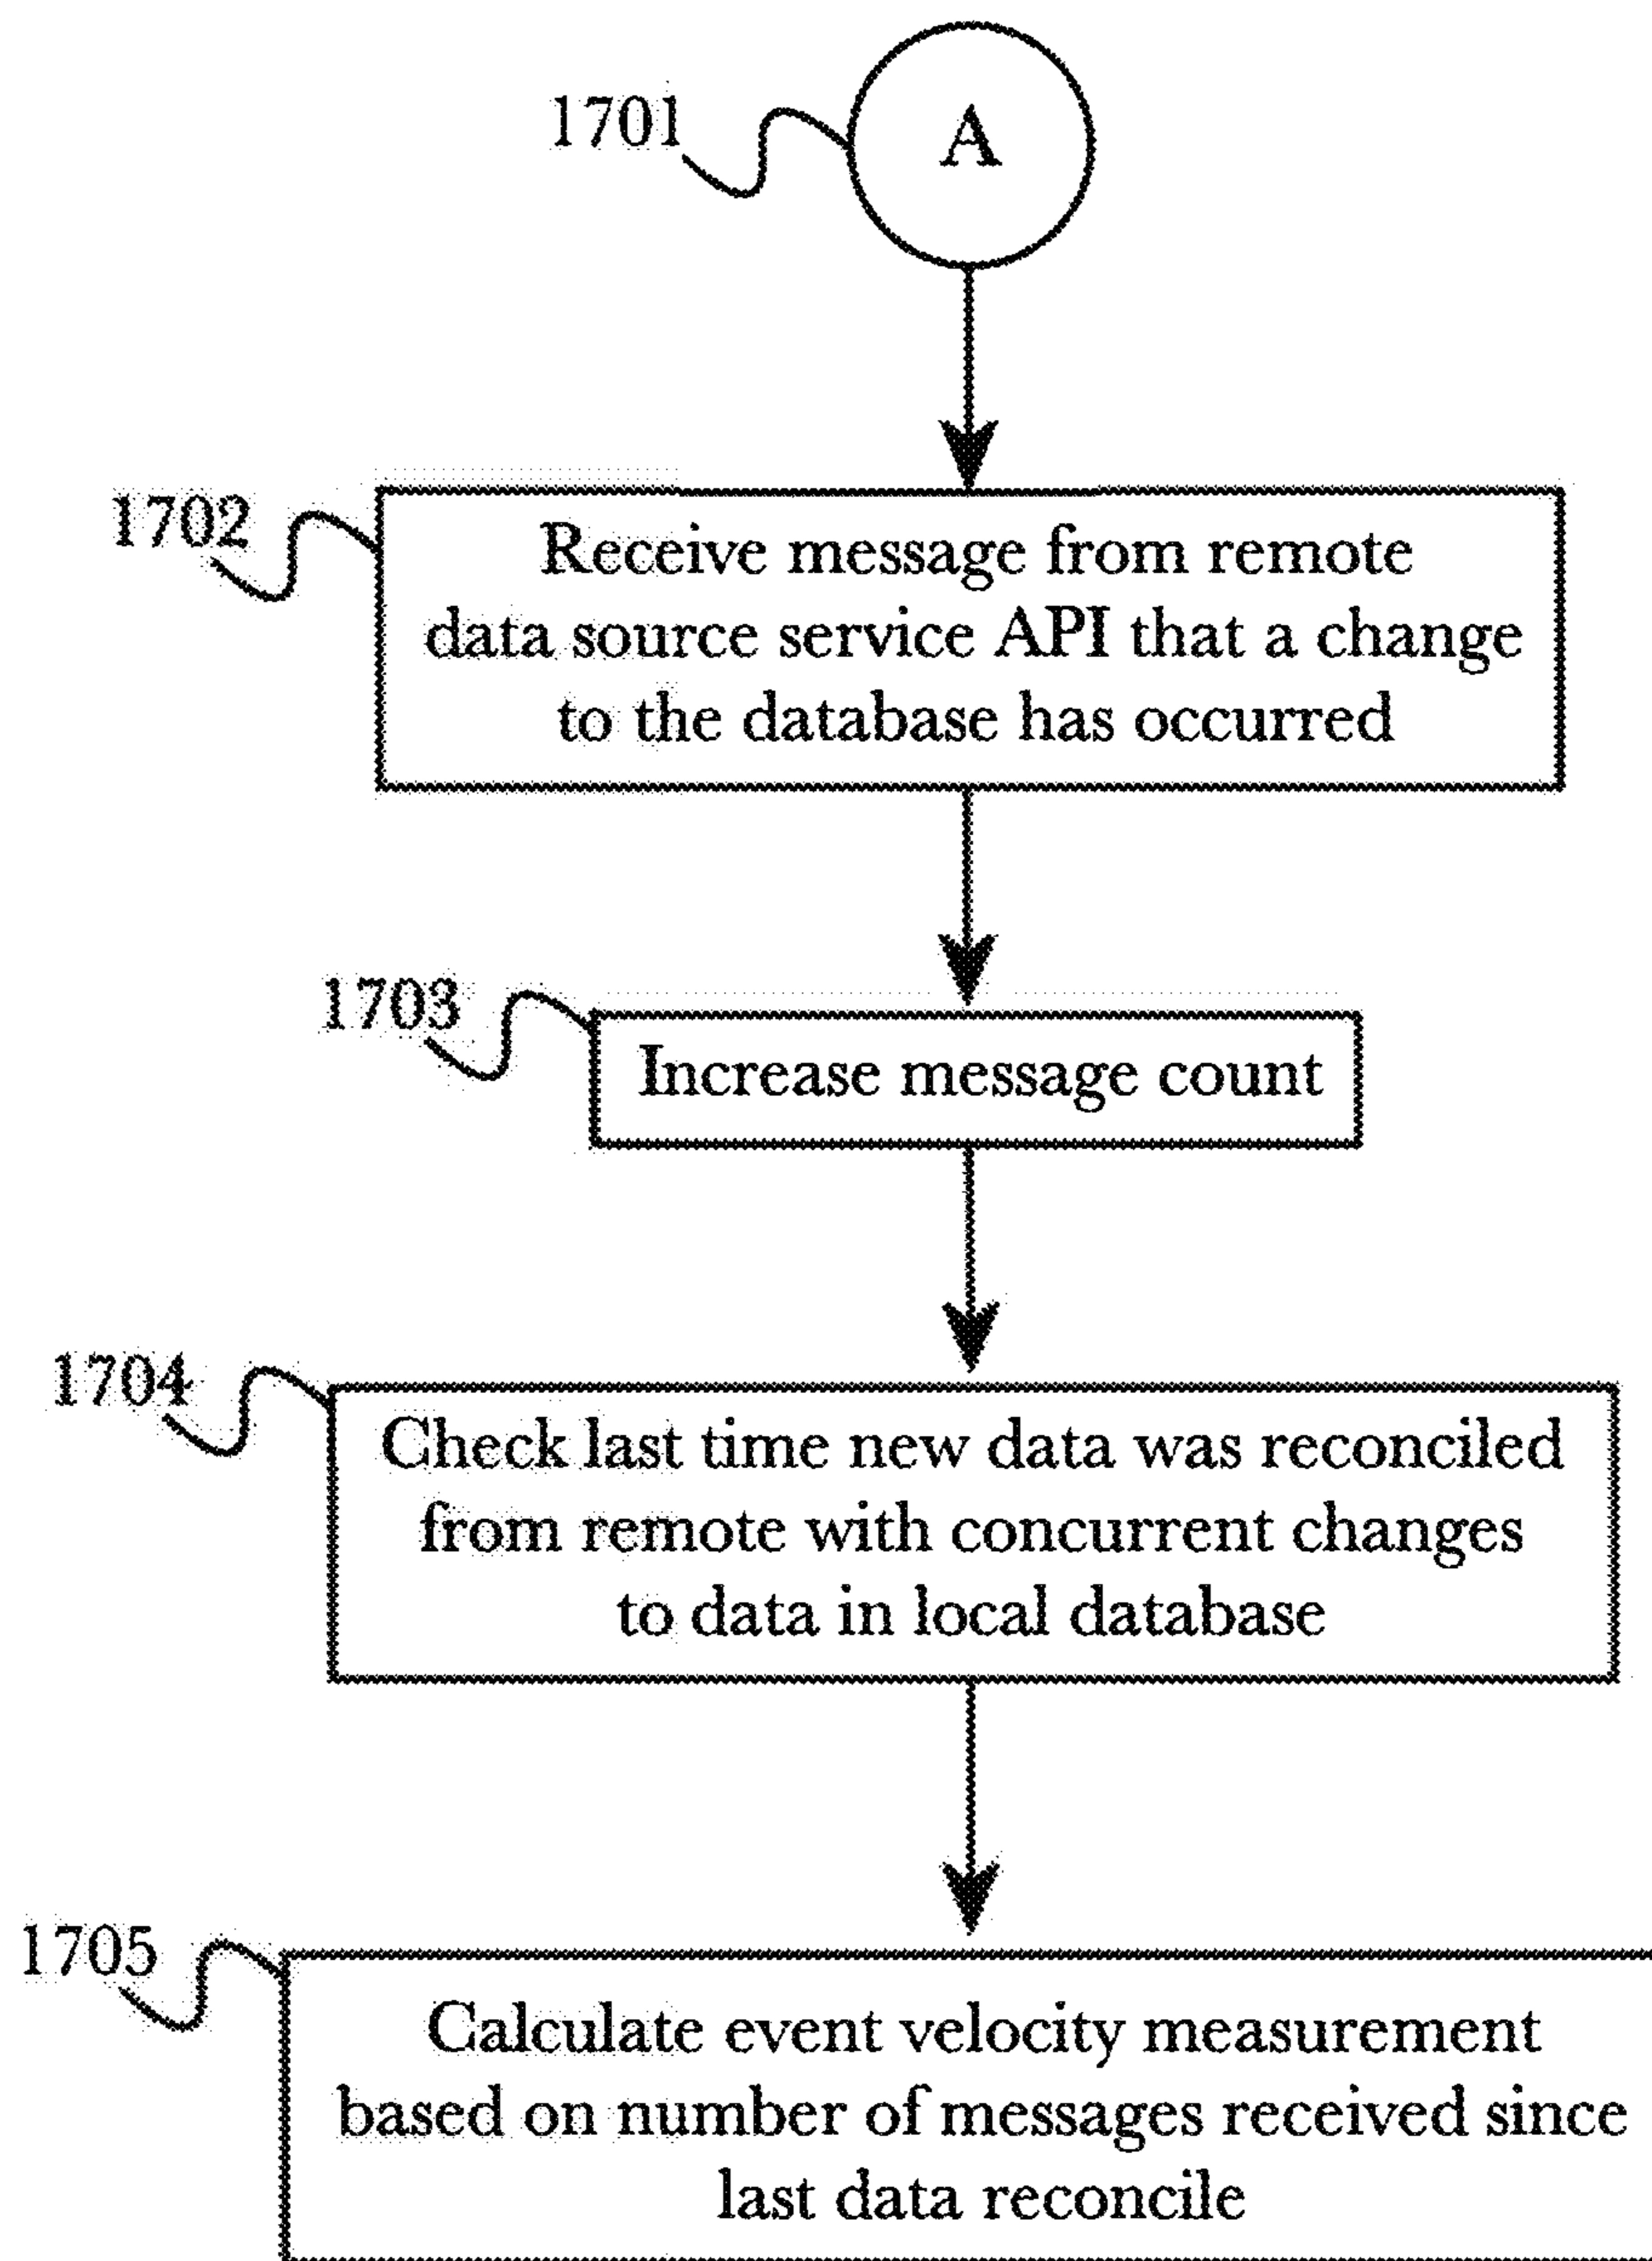 A
1701
1702
Receive message from remote
data source service API that a change
to the database has occurred
1703
Increase message count
1704
Check last time new data was reconciled
from remote with concurrent changes
to data in local database
1705
Calculate event velocity measurement
based on number of messages received since
last data reconcile